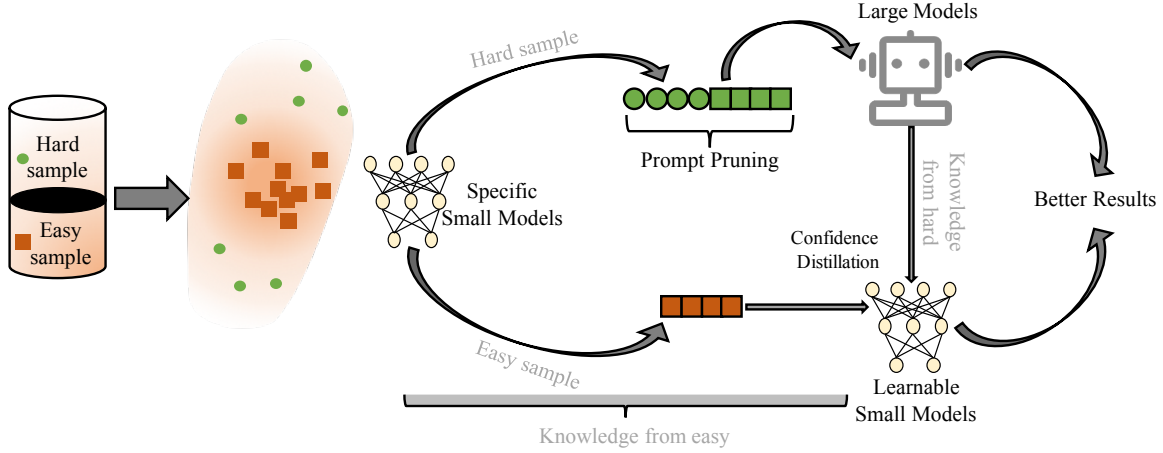 Large Models
Hard sample
Hard
sample
Easy
sample
Prompt Pruning
Specific
Small Models
Knowledge
from hard
Better Results
Confidence
Distillation
Easy sample
Learnable
Small Models
Knowledge from easy